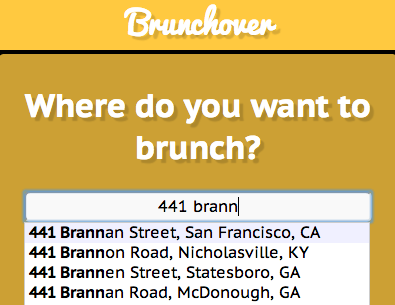 Brunchover
Where do you want to
brunch?
441 brann
441 Brannan Street, San Francisco, CA
441 Brannon Road, Nicholasville, KY
441 Brannen Street, Statesboro, GA
441 Brannan Road, McDonough, GA